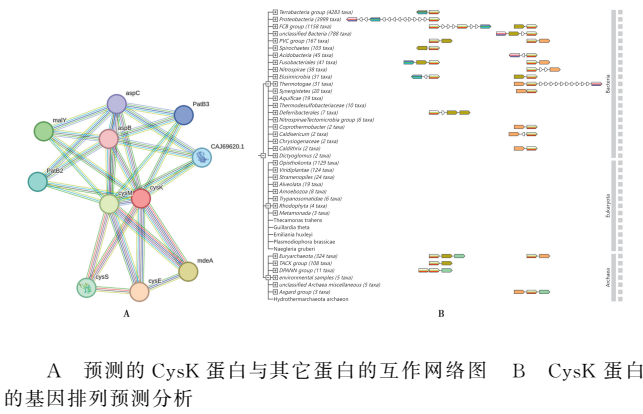 aspC
PatB3
malY
aspB
CAJ69620.1
PatB2
cysM
cysK
mdeA
cysS
cysE
A
Terrabacteria group (4283 taxa)
Proteobacteria (3999 taxa)
FCB group (1158 taxa)
unclassified Bacteria (786 taxa)
PVC group (167 taxa)
Spirochaetes (103 taxa)
Acidobacteria (45 taxa)
Fusobacteriales (41 taxa)
Nitrospirae (38 taxa)
Elusimicrobia (31 taxa)
Thermotogae (31 taxa)
Synergistetes (20 taxa)
Aquificae (19 taxa)
Thermodesulfobacteriaceae (10 taxa)
Deferribacteres (7 taxa)
Nitrospinae/Tectomicrobia group (6 taxa)
Coprothermobacter (2 taxa)
Caldisericum (2 taxa)
Chrysiogenaceae (2 taxa)
Caldithrix (2 taxa)
Dictyoglomus (2 taxa)
Opisthokonta (1129 taxa)
Viridiplantae (124 taxa)
Stramenopiles (24 taxa)
Alveolata (19 taxa)
Amoebozoa (8 taxa)
Trypanosomatidae (6 taxa)
Rhodophyta (4 taxa)
Metamonada (3 taxa)
Thecamonas trahens
Guillardia theta
Emiliania huxleyi
Plasmodiophora brassicae
Naegleria gruberi
Euryarchaeota (324 taxa)
TACK group (108 taxa)
DPANN group (11 taxa)
environmental samples (5 taxa)
unclassified Archaea miscellaneous (5 taxa)
Asgard group (3 taxa)
Hydrothermarchaeota archaeon
Bacteria
Eukaryota
Archaea
B
A 预测的 CysK 蛋白与其它蛋白的互作网络图 B CysK 蛋白
的基因排列预测分析